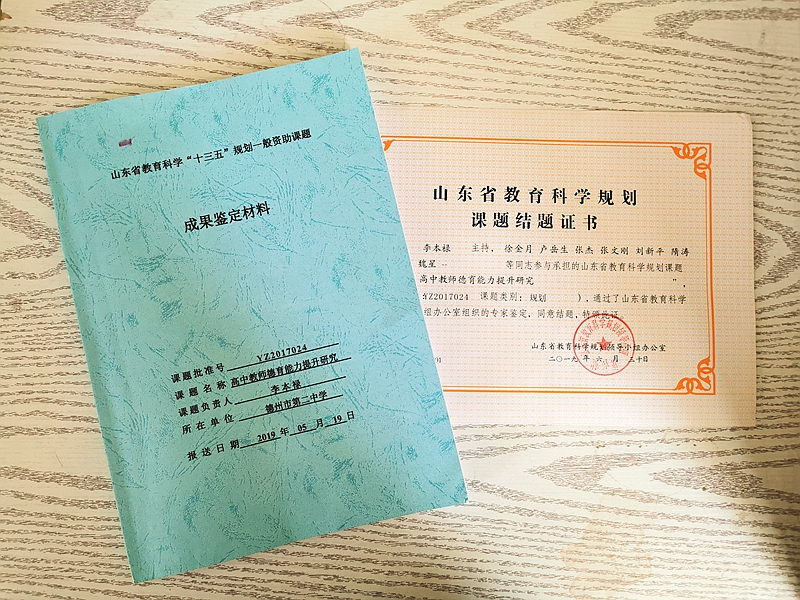 山东省教育科学“十三五”规划一般资助课题
成果鉴定材料
课题批准号 YZ2017024
课题名称 高中教师德育能力提升研究
课题负责人 李本禄
所在单位 德州市第二中学
报送日期 2019 年 05 月 19 日
山东省教育科学规划
课题结题证书
李本禄 主持，徐金月 卢岳生 张杰 张文刚 刘新平 隋涛
魏星 等同志参与承担的山东省教育科学规划课题
高中教师德育能力提升研究 ”，
YZ2017024 课题类别：规划 ），通过了山东省教育科学
组办公室组织的专家鉴定，同意结题，特颁此证。
山东省教育科学规划领导小组办公室
二〇一九 年 六 月 三十日